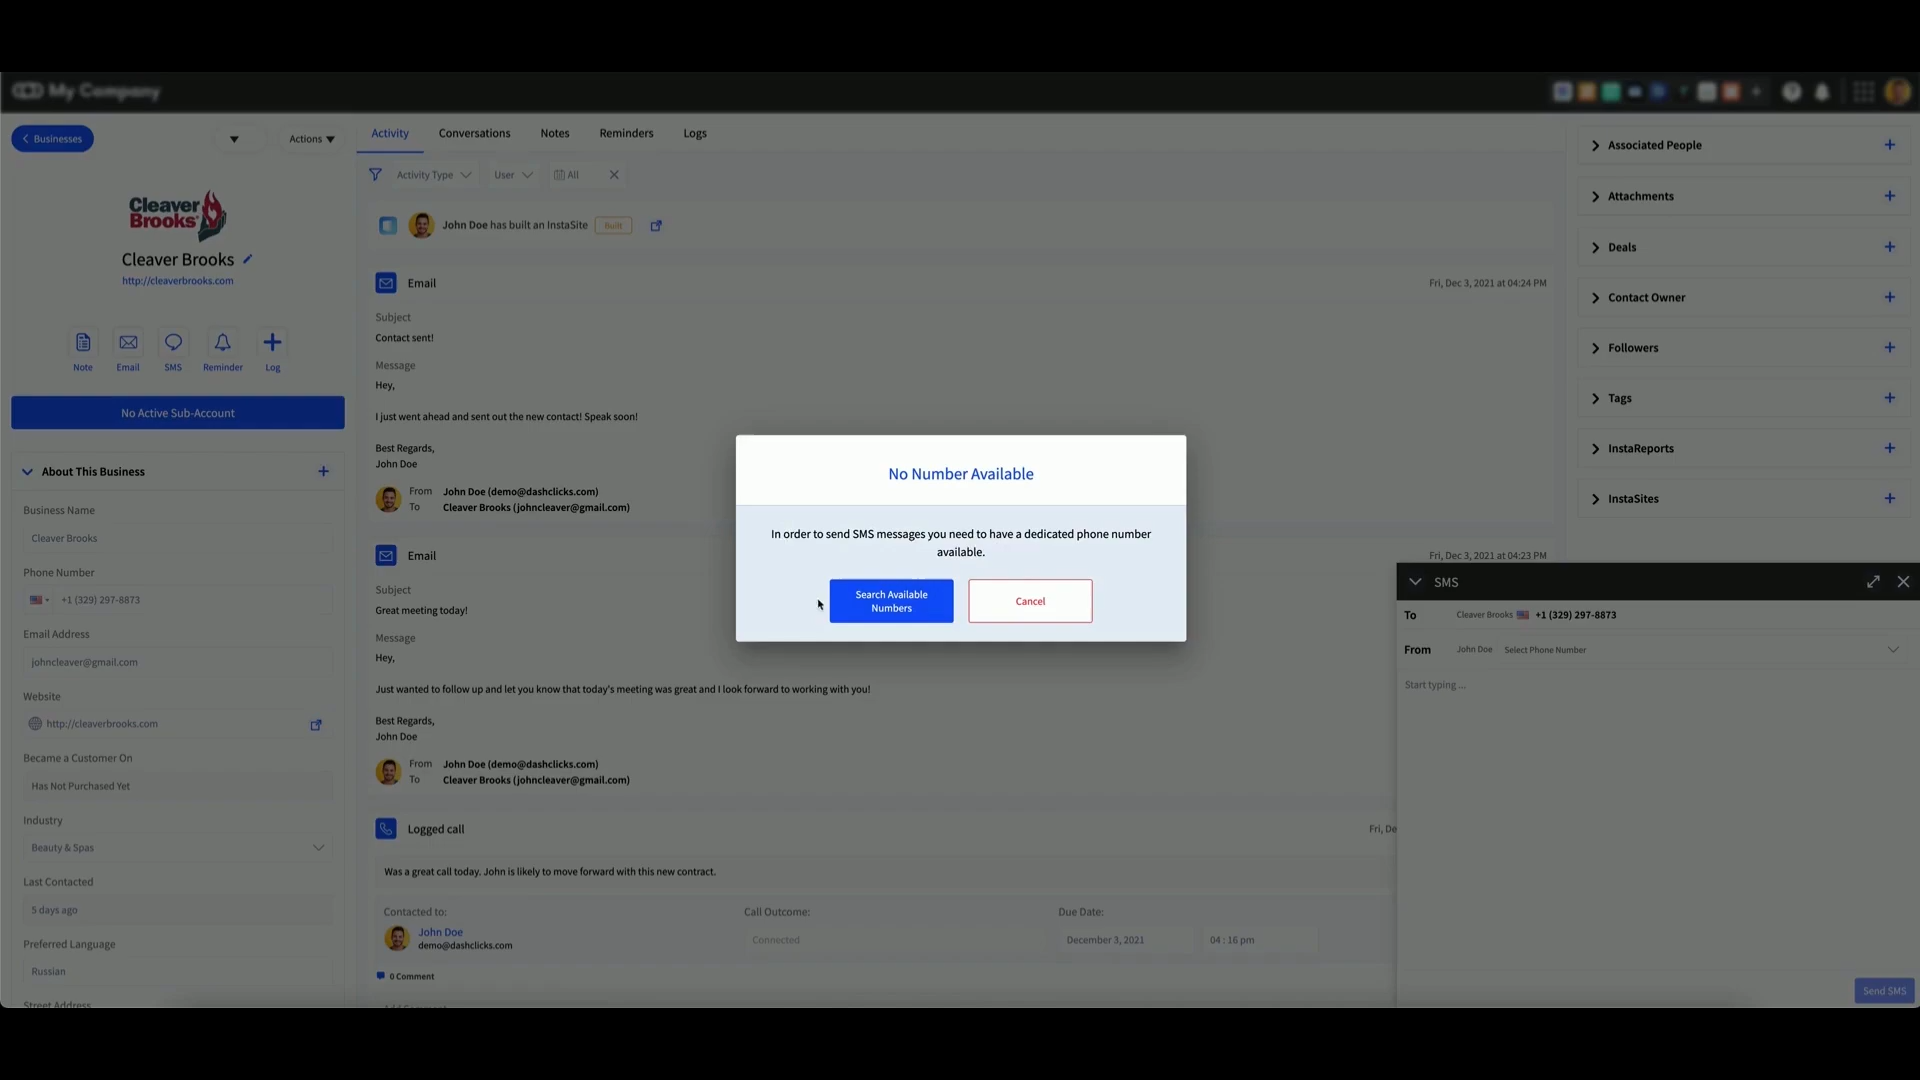 My Company
Businesses
Actions
Cleaver
Brooks
Cleaver Brooks
http://cleaverbrooks.com
Note
Email
SMS
Reminder
Log
No Active Sub-Account
About This Business
Business Name
Cleaver Brooks
Phone Number
+1 (329) 297-8873
Email Address
johncleaver@gmail.com
Website
http://cleaverbrooks.com
Became a Customer On
Has Not Purchased Yet
Industry
Beauty & Spas
Last Contacted
5 days ago
Preferred Language
Russian
Street Address
Activity
Conversations
Notes
Reminders
Logs
Activity Type
User
All
John Doe has built an InstaSite
Built
Email
Fri, Dec 3, 2021 at 04:24 PM
Subject
Contact sent!
Message
Hey,
I just went ahead and sent out the new contact! Speak soon!
Best Regards,
John Doe
From John Doe (demo@dashclicks.com)
To Cleaver Brooks (johncleaver@gmail.com)
Email
Fri, Dec 3, 2021 at 04:23 PM
Subject
Great meeting today!
Message
Hey,
Just wanted to follow up and let you know that today's meeting was great and I look forward to working with you!
Best Regards,
John Doe
From John Doe (demo@dashclicks.com)
To Cleaver Brooks (johncleaver@gmail.com)
Logged call
Fri, De
Was a great call today. John is likely to move forward with this new contract.
Contacted to:
John Doe
demo@dashclicks.com
Call Outcome:
Connected
Due Date:
December 3, 2021
04 : 16 pm
0 Comment
No Number Available
In order to send SMS messages you need to have a dedicated phone number
available.
Search Available
Numbers
Cancel
Associated People
Attachments
Deals
Contact Owner
Followers
Tags
InstaReports
InstaSites
SMS
To Cleaver Brooks +1 (329) 297-8873
From John Doe Select Phone Number
Start typing ...
Send SMS